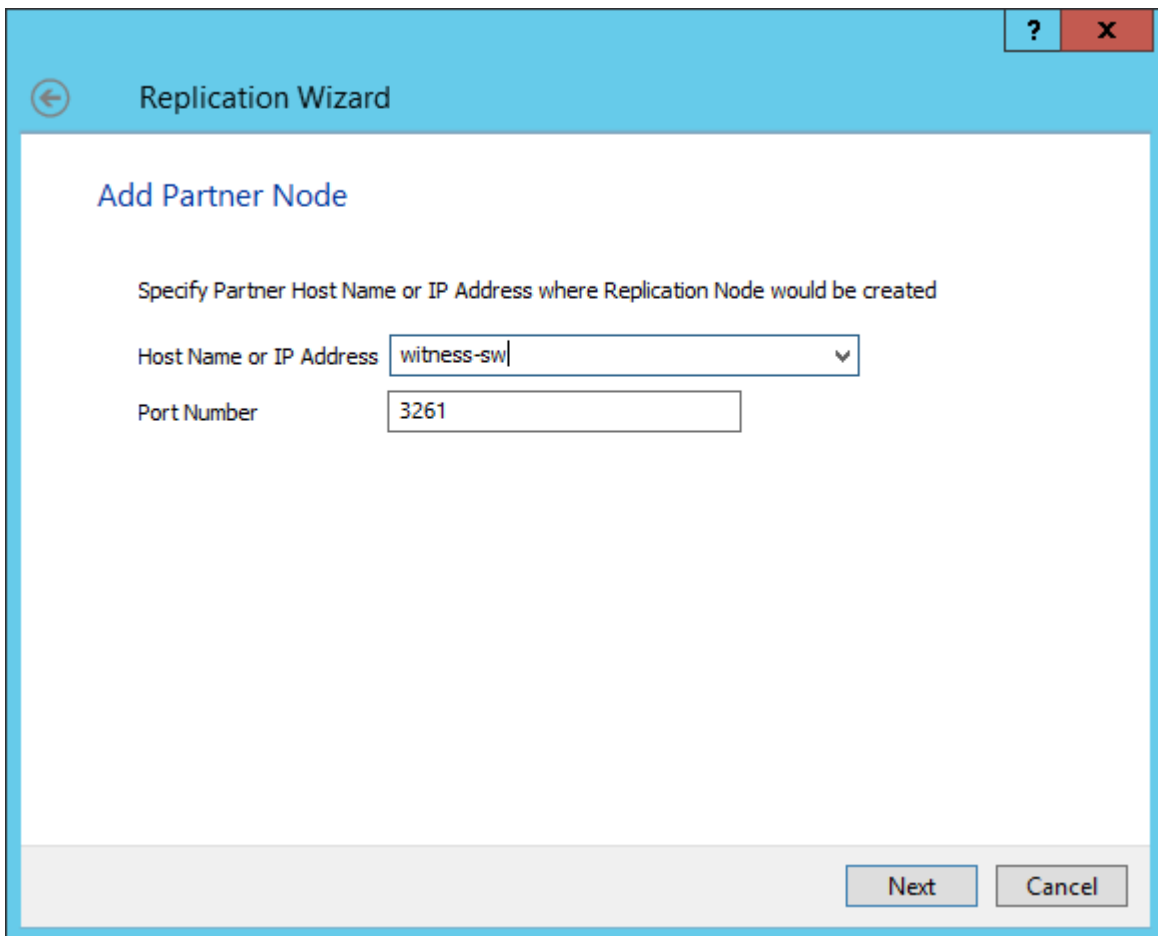 ? x
Replication Wizard
Add Partner Node
Specify Partner Host Name or IP Address where Replication Node would be created
Host Name or IP Address witness-sw
Port Number 3261
Next Cancel